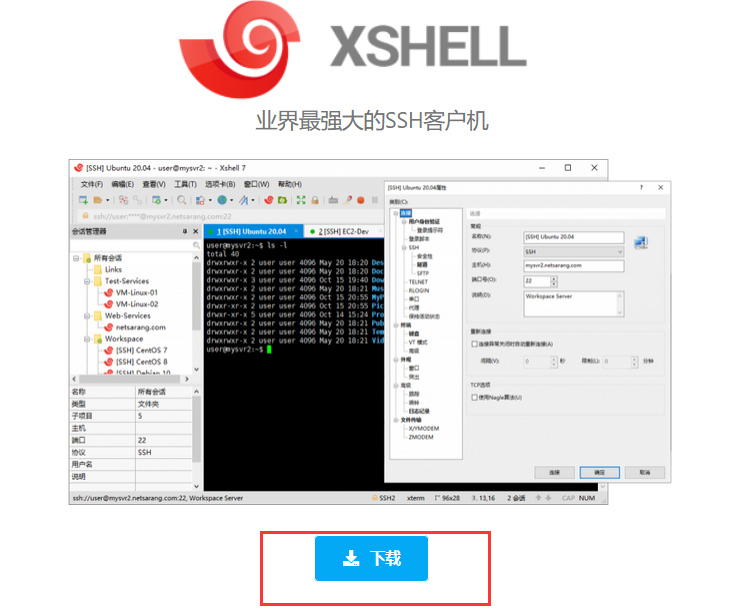 XSHELL
业界最强大的SSH客户机
[SSH] Ubuntu 20.04 - user@mysvr2: ~ - Xshell 7
文件(F) 编辑(E) 查看(V) 工具(T) 选项卡(B) 窗口(W) 帮助(H)
ssh://user:****@mysvr2.netsarang.com:22
会话管理器
1 [SSH] Ubuntu 20.04
2 [SSH] EC2-Dev
所有会话
Links
Test-Services
VM-Linux-01
VM-Linux-02
Web-Services
netsarang.com
Workspace
[SSH] CentOS 7
[SSH] CentOS 8
[SSH] Debian 10
名称 所有会话
类型 文件夹
子项目 5
主机
端口 22
协议 SSH
用户名
说明
user@mysvr2:~$ ls -l
total 40
drwxrwxr-x 2 user user 4096 May 20 18:20 Des
drwxr-xr-x 2 user user 4096 May 20 18:20 Doc
drwxr-xr-x 3 user user 4096 Oct 15 19:40 Dow
drwxr-xr-x 2 user user 4096 May 20 18:21 Mus
drwxrwxr-x 2 user user 4096 Oct 15 20:55 MyP
drwxr-xr-x 2 user user 4096 Oct 15 20:55 Pic
drwxrwxr-x 5 user user 4096 Oct 14 15:24 Pro
drwxr-xr-x 2 user user 4096 May 20 18:21 Pub
drwxr-xr-x 2 user user 4096 May 20 18:21 Tem
drwxr-xr-x 2 user user 4096 May 20 18:21 Vid
user@mysvr2:~$
ssh://user@mysvr2.netsarang.com:22, Workspace Server
SSH2 xterm 96x28 13,16 2 会话 CAP NUM
[SSH] Ubuntu 20.04属性
类别(C):
连接
用户身份验证
登录提示符
登录脚本
SSH
安全性
隧道
SFTP
TELNET
RLOGIN
串口
代理
保持活动状态
终端
键盘
VT 模式
高级
外观
窗口
突出
高级
跟踪
日志记录
文件传输
X/YMODEM
ZMODEM
连接
常规
名称(N): [SSH] Ubuntu 20.04
协议(P): SSH
主机(H): mysvr2.netsarang.com
端口号(O): 22
说明(D): Workspace Server
重新连接
连接异常关闭时自动重新连接(A)
间隔(V): 0 秒 限制(L): 0 分钟
TCP选项
使用Nagle算法(U)
连接 确定 取消
下载